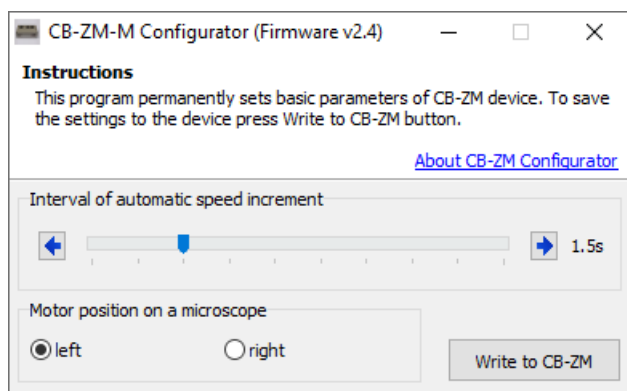 CB-ZM-M Configurator (Firmware v2.4)
Instructions
This program permanently sets basic parameters of CB-ZM device. To save
the settings to the device press Write to CB-ZM button.
About CB-ZM Configurator
Interval of automatic speed increment
1.5s
Motor position on a microscope
left
right
Write to CB-ZM